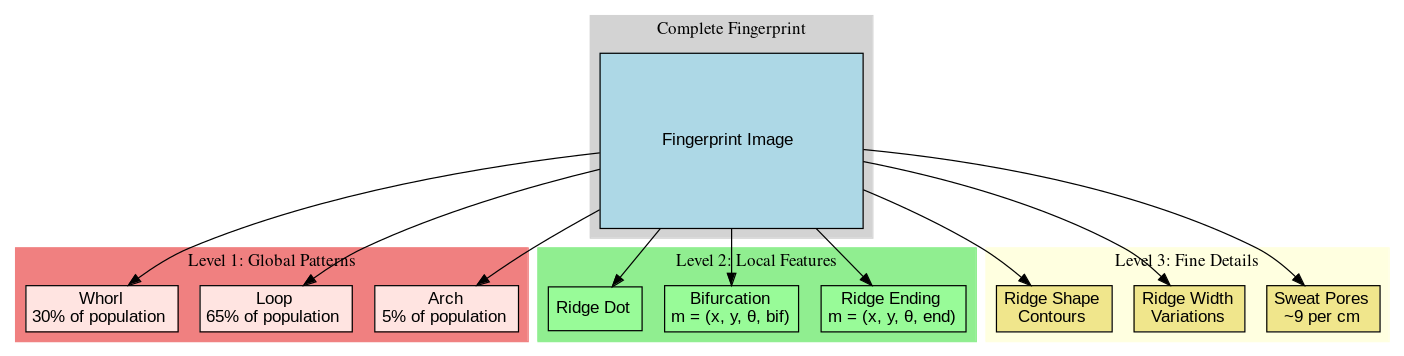 Complete Fingerprint
Fingerprint Image
Level 1: Global Patterns
Whorl
30% of population
Loop
65% of population
Arch
5% of population
Level 2: Local Features
Ridge Dot
Bifurcation
m = (x, y, θ, bif)
Ridge Ending
m = (x, y, θ, end)
Level 3: Fine Details
Ridge Shape
Contours
Ridge Width
Variations
Sweat Pores
~9 per cm